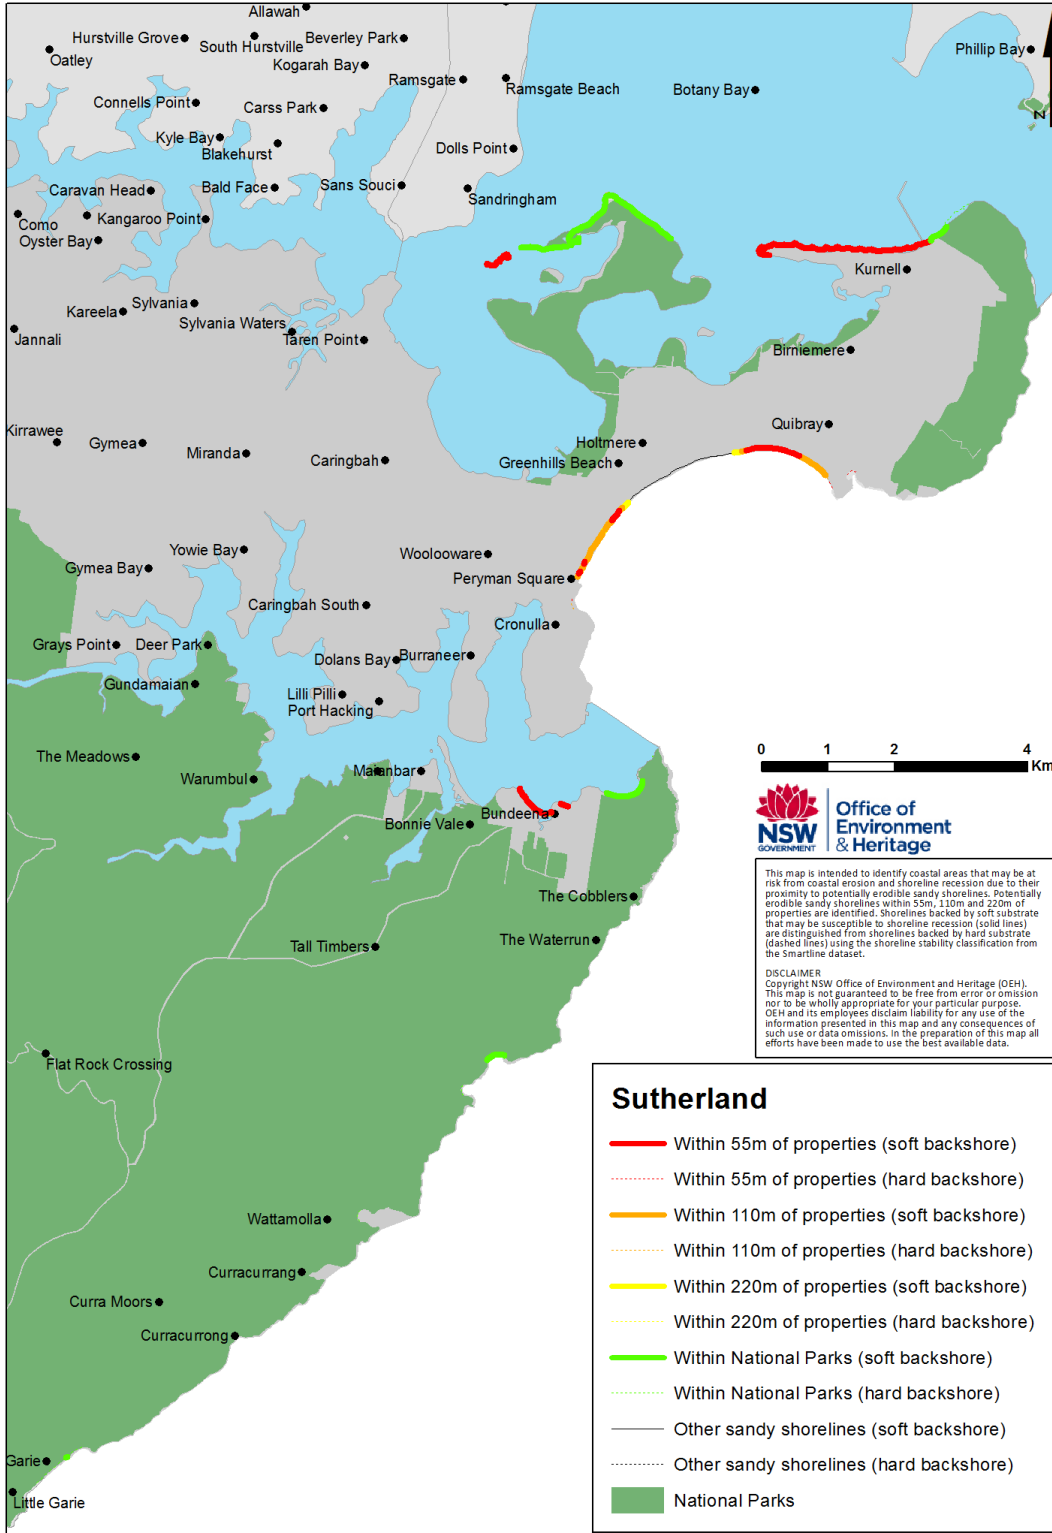 Allawah
Hurstville Grove
South Hurstville
Beverley Park
Oatley
Kogarah Bay
Phillip Bay
Ramsgate
Ramsgate Beach
Botany Bay
Connells Point
Carss Park
N
Kyle Bay
Blakehurst
Dolls Point
Caravan Head
Bald Face
Sans Souci
Sandringham
Como
Kangaroo Point
Oyster Bay
Kurnell
Kareela
Sylvania
Sylvania Waters
Jannali
Taren Point
Birniemere
Quibray
Kirrawee
Gymea
Miranda
Caringbah
Holtmere
Greenhills Beach
Yowie Bay
Woolooware
Gymea Bay
Peryman Square
Caringbah South
Cronulla
Grays Point
Deer Park
Dolans Bay
Burraneer
Gundamaian
Lilli Pilli
Port Hacking
The Meadows
Warumbul
Maianbar
0 1 2 4
Km
Bundeena
Bonnie Vale
NSW
GOVERNMENT
Office of
Environment
& Heritage
This map is intended to identify coastal areas that may be at
risk from coastal erosion and shoreline recession due to their
proximity to potentially erodible sandy shorelines. Potentially
erodible sandy shorelines within 55m, 110m and 220m of
properties are identified. Shorelines backed by soft substrate
that may be susceptible to shoreline recession (solid lines)
are distinguished from shorelines backed by hard substrate
(dashed lines) using the shoreline stability classification from
the Smartline dataset.
DISCLAIMER
Copyright NSW Office of Environment and Heritage (OEH).
This map is not guaranteed to be free from error or omission
nor to be wholly appropriate for your particular purpose.
OEH and its employees disclaim liability for any use of the
information presented in this map and any consequences of
such use or data omissions. In the preparation of this map all
efforts have been made to use the best available data.
The Cobblers
Tall Timbers
The Waterrun
Flat Rock Crossing
Wattamolla
Curracurrang
Curra Moors
Curracurrong
Garie
Little Garie
Sutherland
Within 55m of properties (soft backshore)
Within 55m of properties (hard backshore)
Within 110m of properties (soft backshore)
Within 110m of properties (hard backshore)
Within 220m of properties (soft backshore)
Within 220m of properties (hard backshore)
Within National Parks (soft backshore)
Within National Parks (hard backshore)
Other sandy shorelines (soft backshore)
Other sandy shorelines (hard backshore)
National Parks